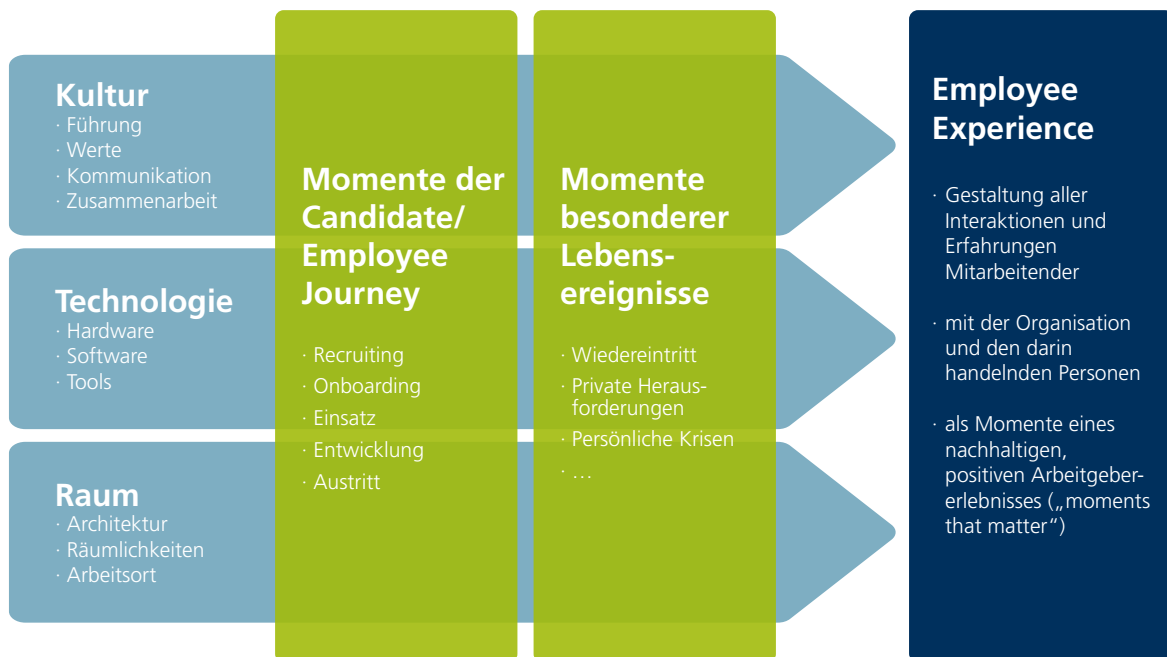 Kultur
· Führung
· Werte
· Kommunikation
· Zusammenarbeit
Technologie
· Hardware
· Software
· Tools
Raum
· Architektur
· Räumlichkeiten
· Arbeitsort
Momente der
Candidate/
Employee
Journey
· Recruiting
· Onboarding
· Einsatz
· Entwicklung
· Austritt
Momente
besonderer
Lebens-
ereignisse
· Wiedereintritt
· Private Heraus-
forderungen
· Persönliche Krisen
· …
Employee
Experience
· Gestaltung aller
Interaktionen und
Erfahrungen
Mitarbeitender
· mit der Organisation
und den darin
handelnden Personen
· als Momente eines
nachhaltigen,
positiven Arbeitgeber-
erlebnisses („moments
that matter“)